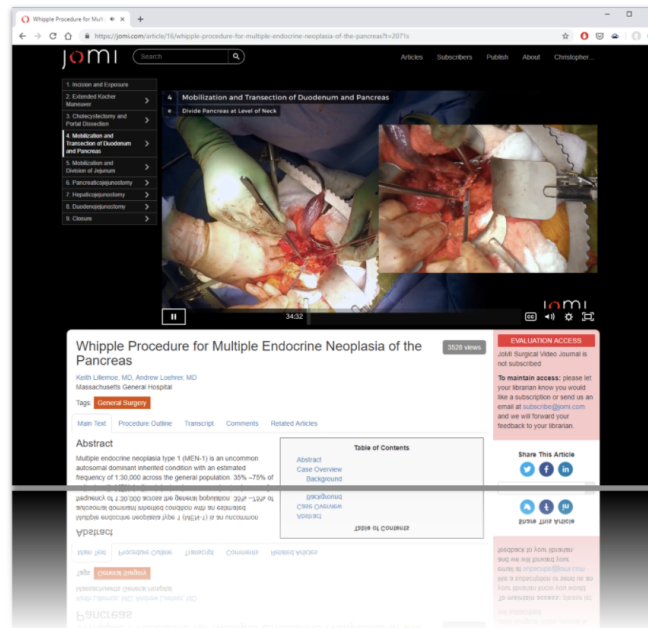 Whipple Procedure for Mult
https://jomi.com/article/16/whipple-procedure-for-multiple-endocrine-neoplasia-of-the-pancreas?t=2071s
jomi
Search
Articles
Subscribers
Publish
About
Christopher...
1. Incision and Exposure
2. Extended Kocher
Maneuver
3. Cholecystectomy and
Portal Dissection
4. Mobilization and
Transection of Duodenum
and Pancreas
5. Mobilization and
Division of Jejunum
6. Pancreaticojejunostomy
7. Hepaticojejunostomy
8. Duodenojejunostomy
9. Closure
4 Mobilization and Transection of Duodenum and Pancreas
Divide Pancreas at Level of Neck
jomi
34:32
CC
Whipple Procedure for Multiple Endocrine Neoplasia of the
Pancreas
3528 views
Keith Lillemoe, MD, Andrew Loehrer, MD
Massachusetts General Hospital
Tags: General Surgery
Main Text
Procedure Outline
Transcript
Comments
Related Articles
Abstract
Multiple endocrine neoplasia type 1 (MEN-1) is an uncommon
autosomal dominant inherited condition with an estimated
frequency of 1:30,000 across the general population. 35% –75% of
Table of Contents
Abstract
Case Overview
Background
EVALUATION ACCESS
JoMI Surgical Video Journal is
not subscribed
To maintain access: please let
your librarian know you would
like a subscription or send us an
email at subscribe@jomi.com
and we will forward your
feedback to your librarian.
Share This Article